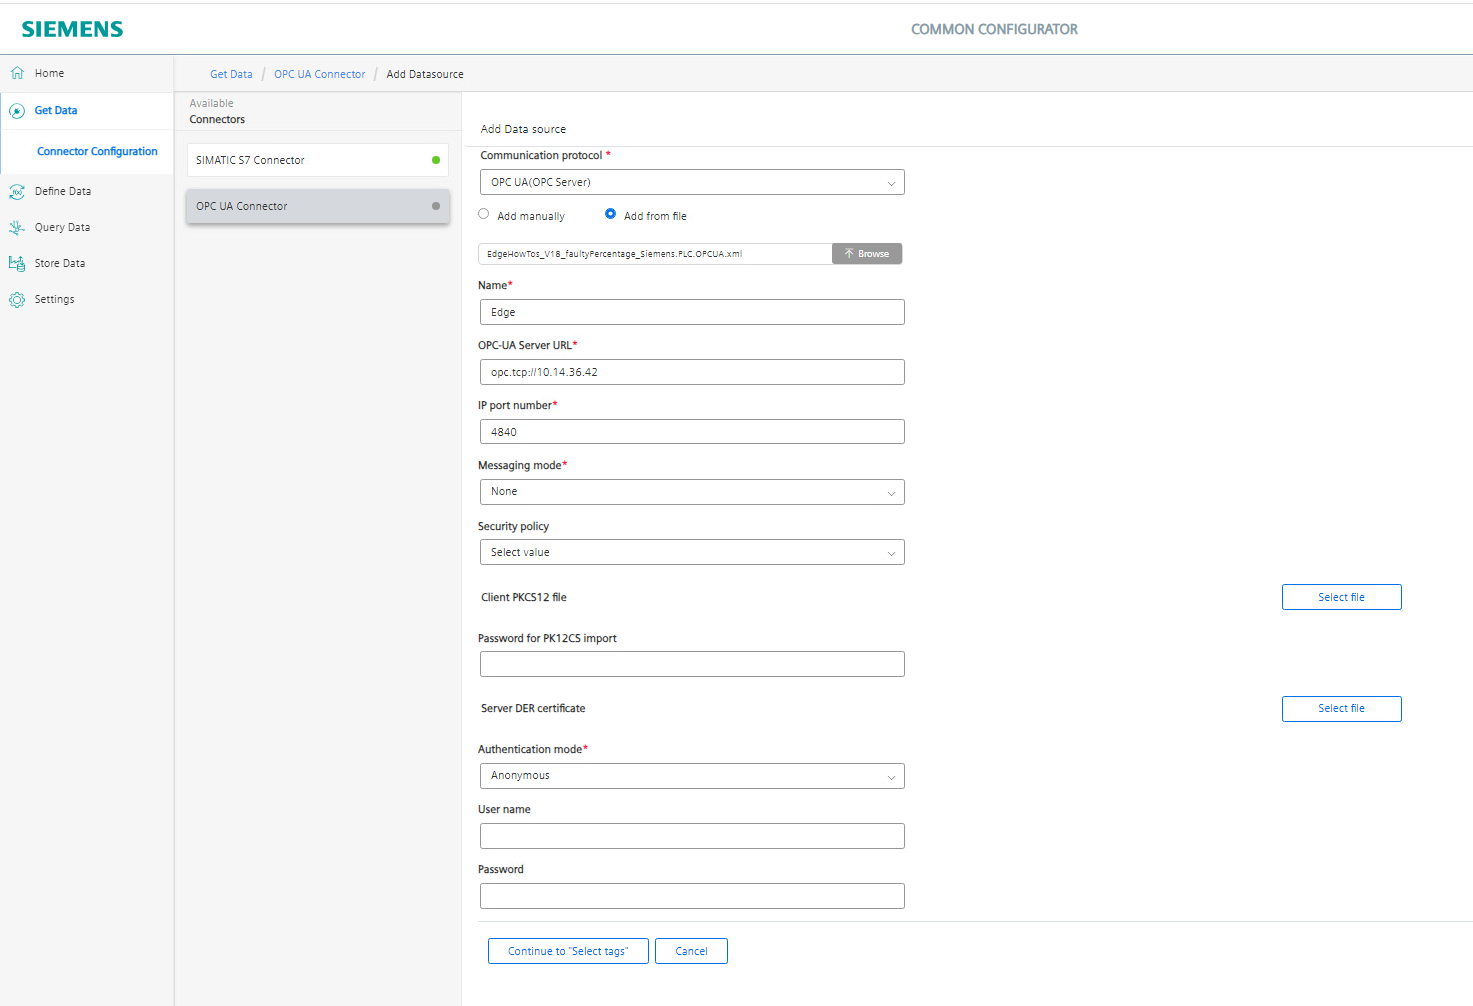 SIEMENS
COMMON CONFIGURATOR
Home
Get Data / OPC UA Connector / Add Datasource
Get Data
Connector Configuration
Define Data
Query Data
Store Data
Settings
Available
Connectors
SIMATIC S7 Connector
OPC UA Connector
Add Data source
Communication protocol *
OPC UA(OPC Server)
Add manually Add from file
EdgeHowTos_V18_faultyPercentage_Siemens.PLC.OPCUA.xml Browse
Name*
Edge
OPC-UA Server URL*
opc.tcp://10.14.36.42
IP port number*
4840
Messaging mode*
None
Security policy
Select value
Client PKCS12 file Select file
Password for PK12CS import
Server DER certificate Select file
Authentication mode*
Anonymous
User name
Password
Continue to "Select tags" Cancel